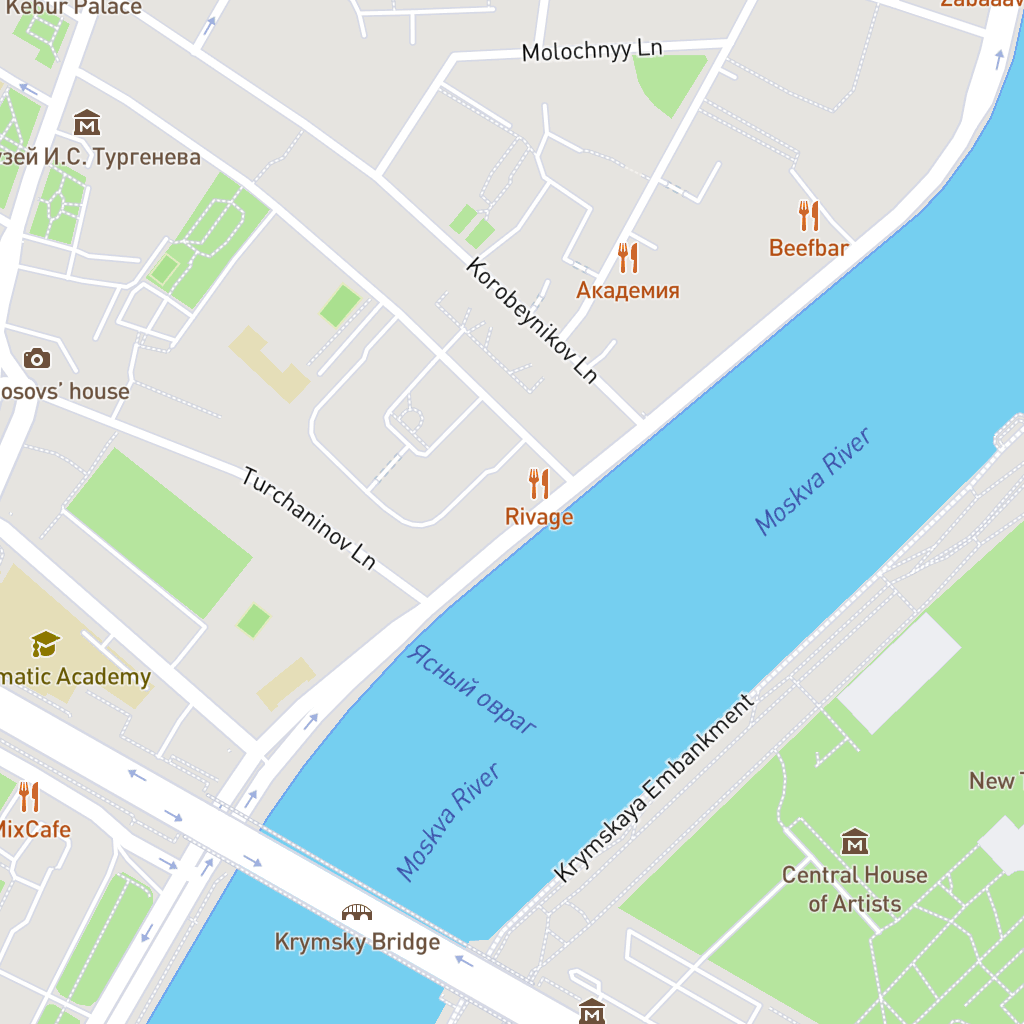 Kebur Palace
Molochnyy Ln
узей И.С. Тургенева
Beefbar
Академия
Korobeynikov Ln
osovs' house
Moskva River
Turchaninov Ln
Rivage
matic Academy
Ясный овраг
Krymskaya Embankment
Moskva River
New T
MixCafe
Central House
of Artists
Krymsky Bridge